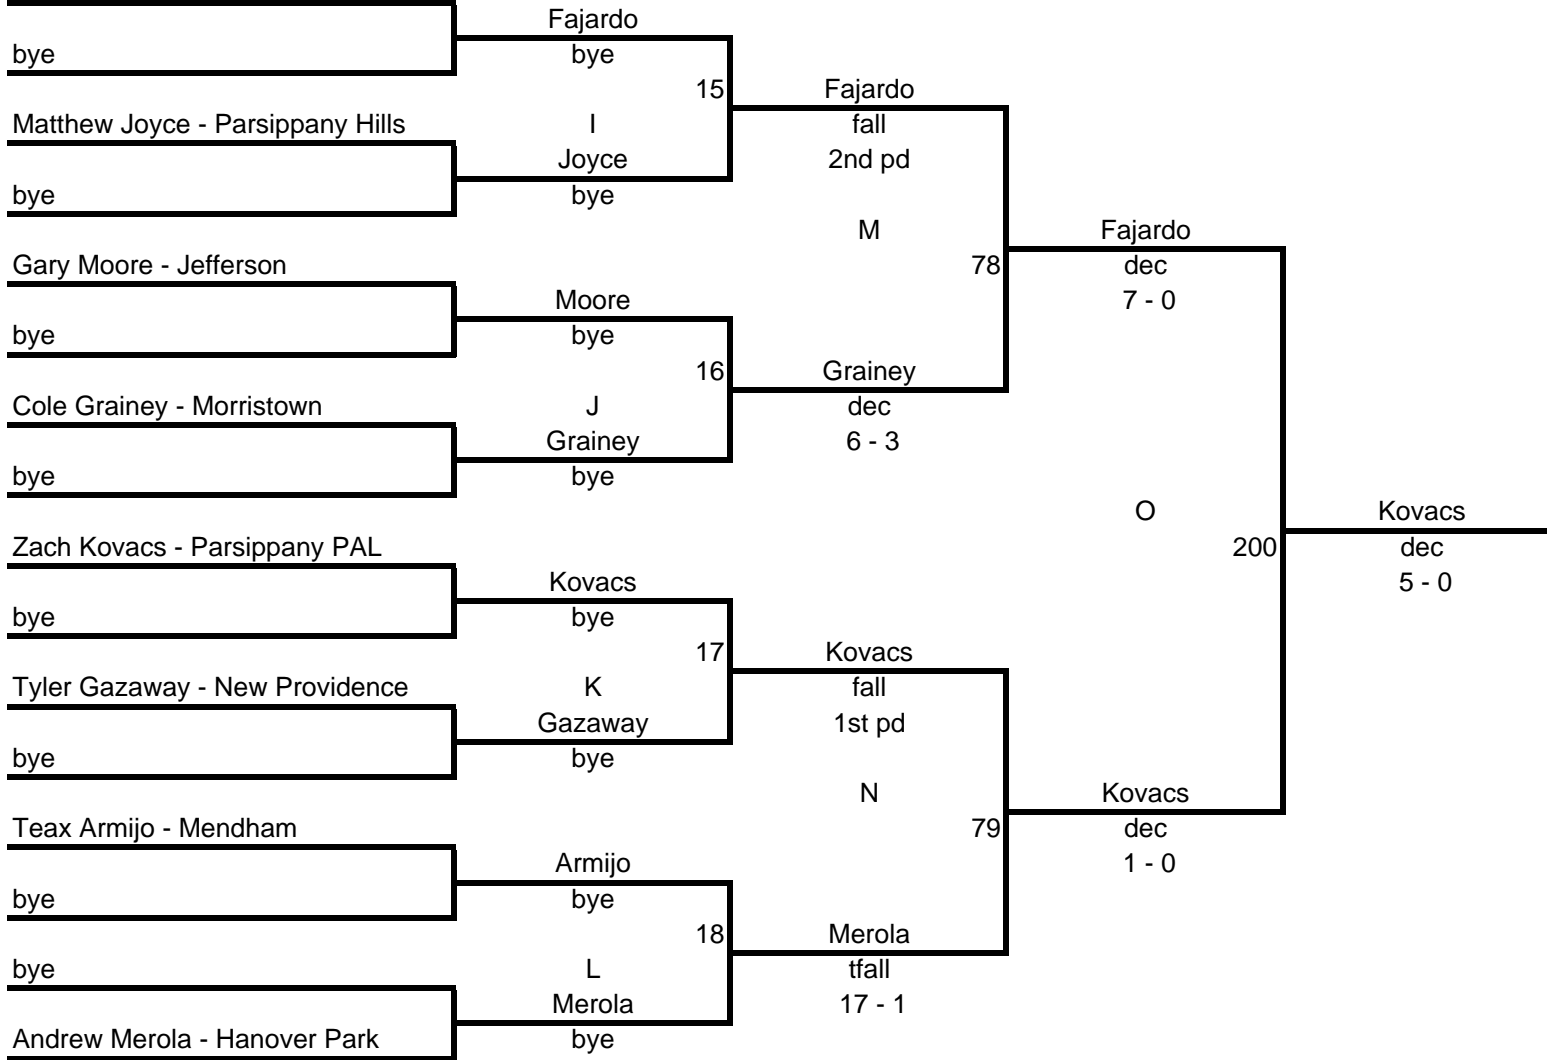 Fajardo
bye
bye
15
Fajardo
Matthew Joyce - Parsippany Hills
I
fall
Joyce
2nd pd
bye
bye
M
Fajardo
Gary Moore - Jefferson
78
dec
Moore
7 - 0
bye
bye
16
Grainey
Cole Grainey - Morristown
J
dec
Grainey
6 - 3
bye
bye
O
Kovacs
Zach Kovacs - Parsippany PAL
200
dec
Kovacs
5 - 0
bye
bye
17
Kovacs
Tyler Gazaway - New Providence
K
fall
Gazaway
1st pd
bye
bye
N
Kovacs
Teax Armijo - Mendham
79
dec
Armijo
1 - 0
bye
bye
18
Merola
bye
L
tfall
Merola
17 - 1
Andrew Merola - Hanover Park
bye